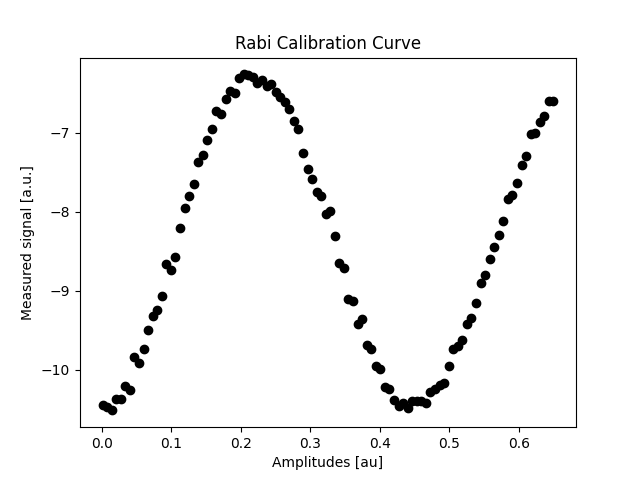 Rabi Calibration Curve
Measured signal [a.u.]
−7
−8
−9
−10
0.0 0.1 0.2 0.3 0.4 0.5 0.6
Amplitudes [au]